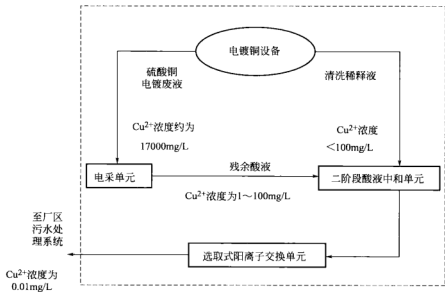 电镀铜设备
硫酸铜
电镀废液
清洗稀释液
Cu²⁺浓度约为
17000mg/L
Cu²⁺浓度
<100mg/L
电采单元
残余酸液
Cu²⁺浓度为1～100mg/L
二阶段酸液中和单元
至厂区
污水处
理系统
选取式阳离子交换单元
Cu²⁺浓度为
0.01mg/L